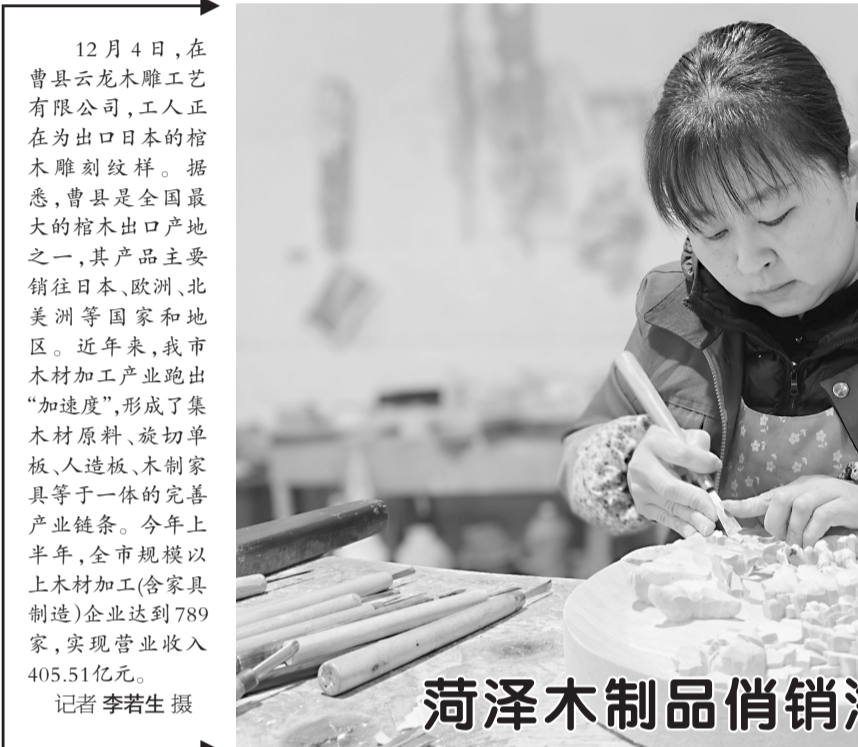 12月4日,在
曹县云龙木雕工艺
有限公司,工人正
在为出口日本的棺
木雕刻纹样。据
悉,曹县是全国最
大的棺木出口产地
之一,其产品主要
销往日本、欧洲、北
美洲等国家和地
区。近年来,我市
木材加工产业跑出
“加速度”,形成了集
木材原料、旋切单
板、人造板、木制家
具等于一体的完善
产业链条。今年上
半年,全市规模以
上木材加工(含家具
制造)企业达到789
家,实现营业收入
405.51亿元。
记者 李若生 摄
菏泽木制品俏销